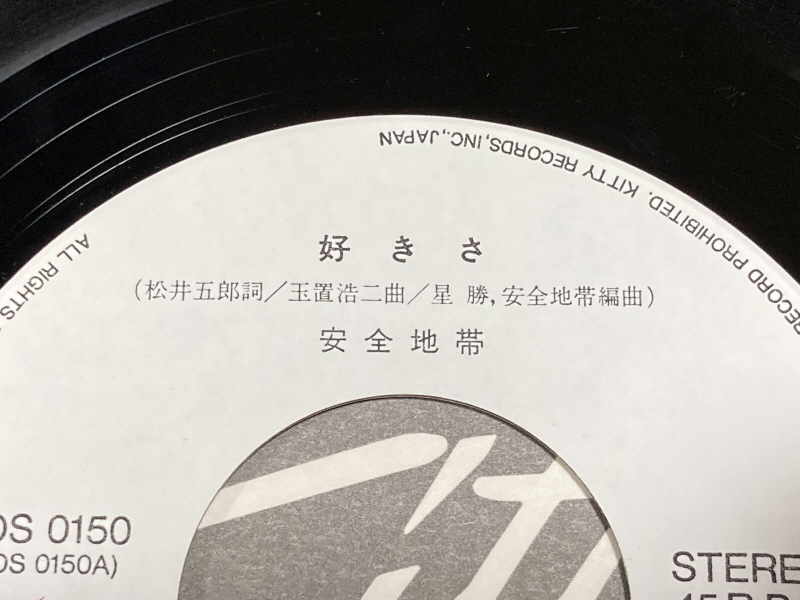 ALL RIGHTS
RECORD PROHIBITED. KITTY RECORDS, INC., JAPAN
好きさ
(松井五郎詞/玉置浩二曲/星 勝, 安全地帯編曲)
安全地帯
DS 0150
DS 0150A)
STERE